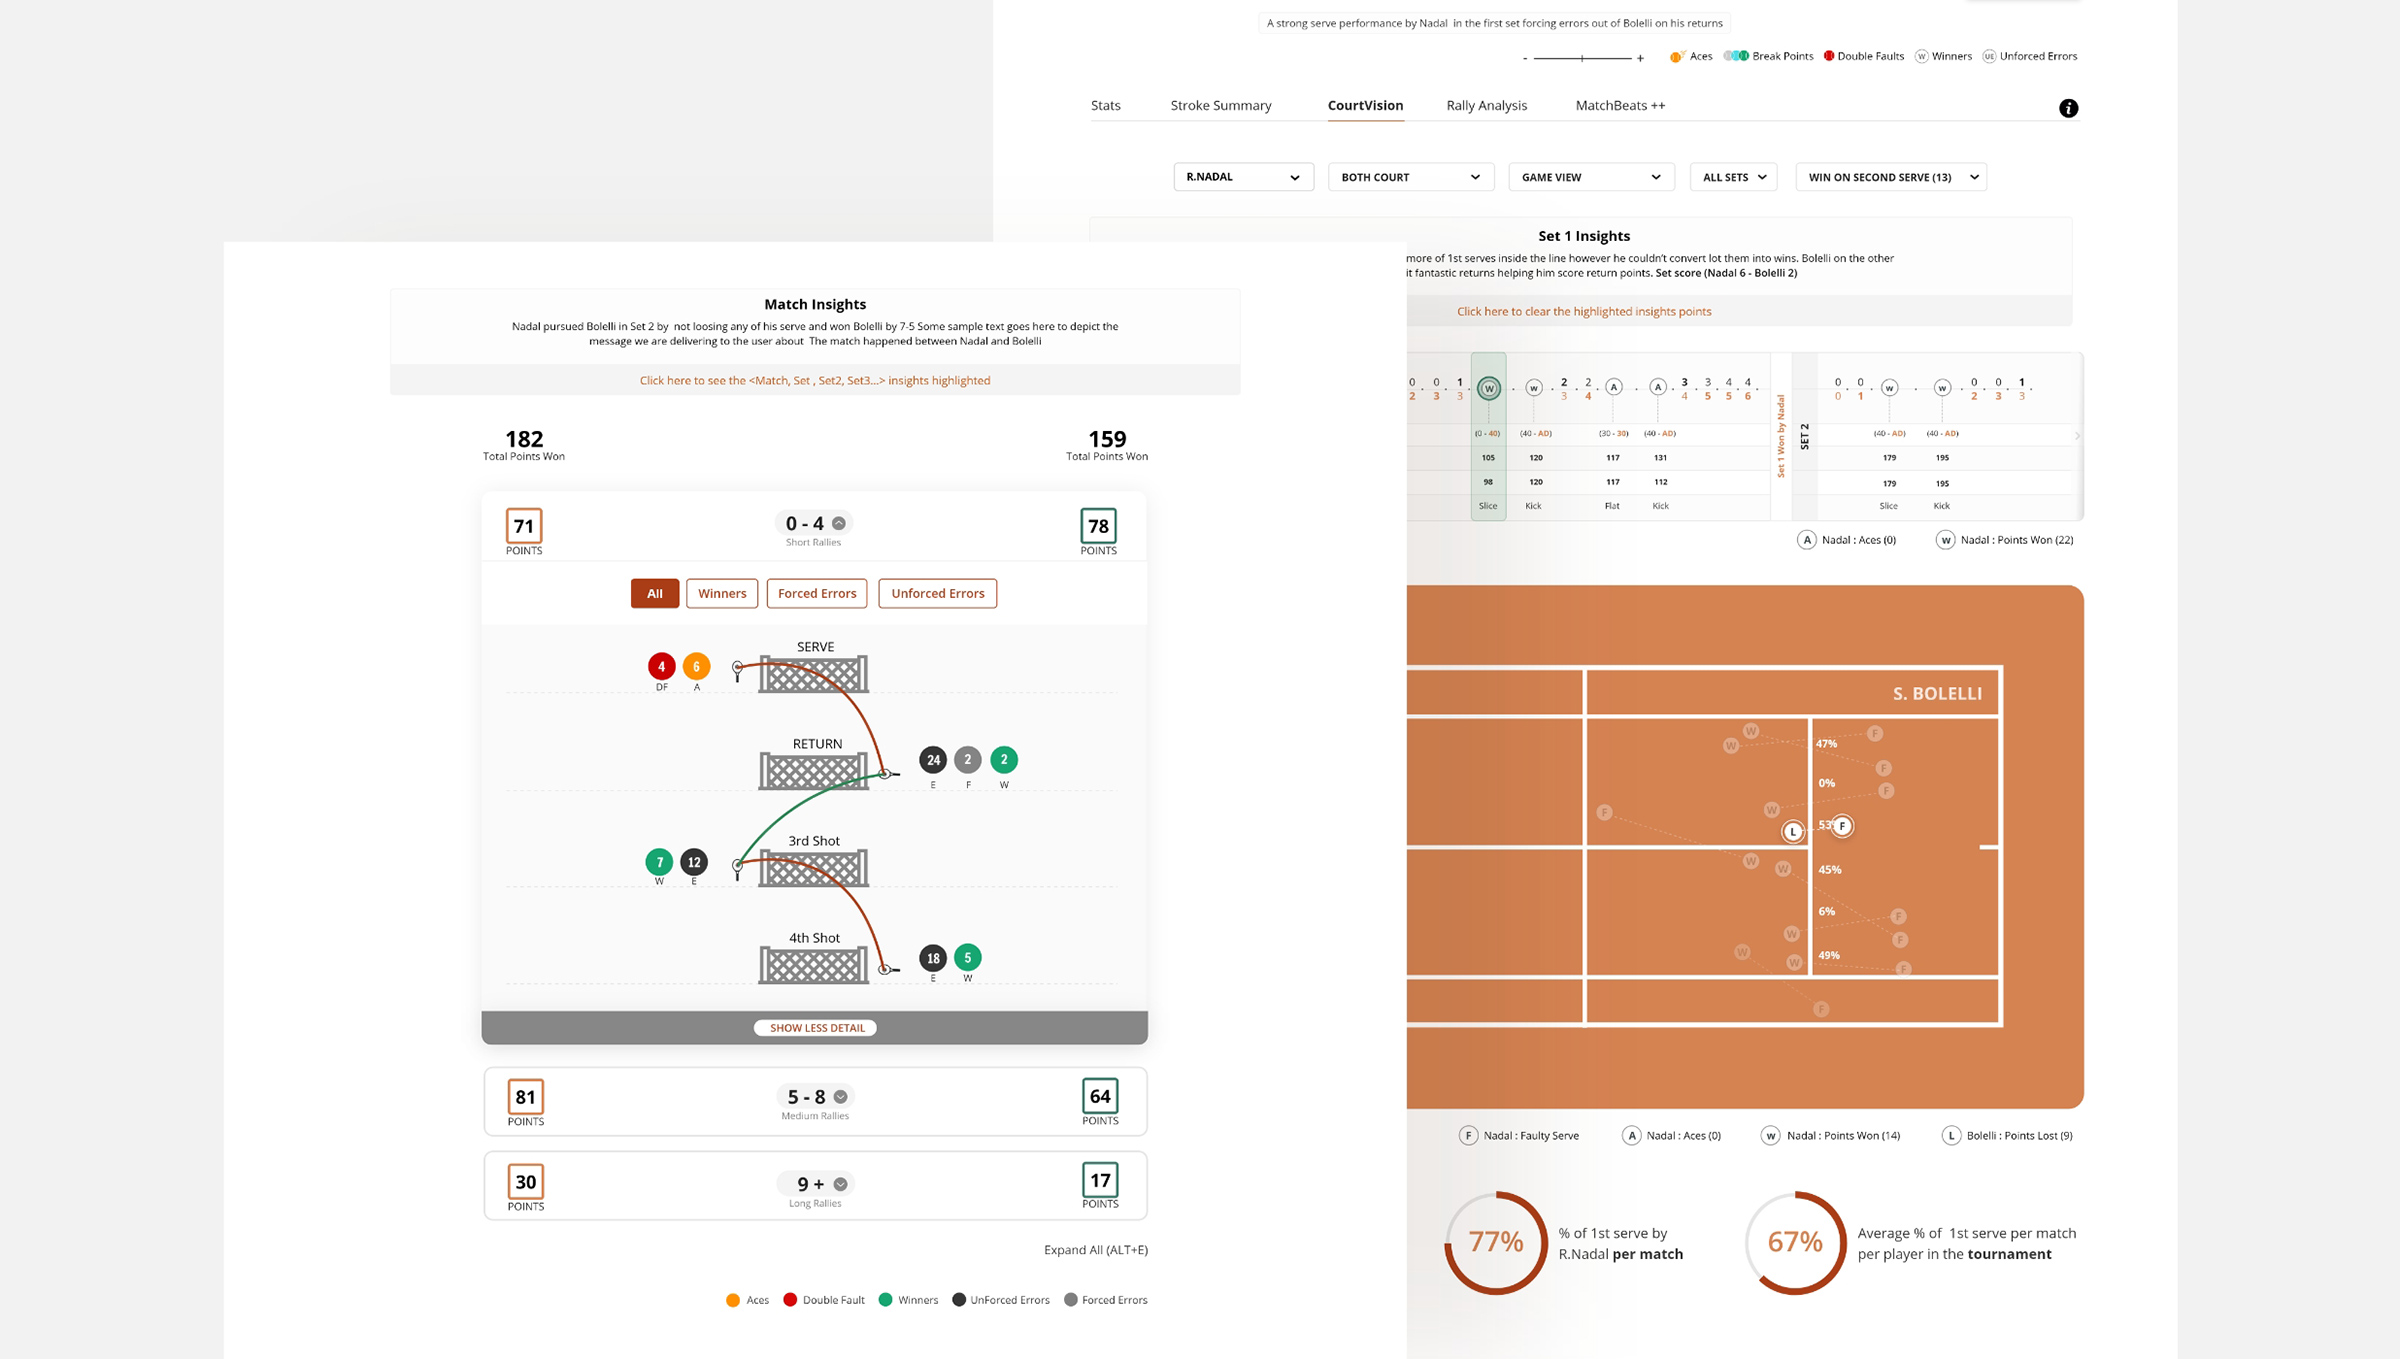 A strong serve performance by Nadal in the first set forcing errors out of Bolelli on his returns
- +
Aces Break Points Double Faults W Winners UE Unforced Errors
Stats Stroke Summary CourtVision Rally Analysis MatchBeats ++
i
R.NADAL BOTH COURT GAME VIEW ALL SETS WIN ON SECOND SERVE (13)
Set 1 Insights
more of 1st serves inside the line however he couldn't convert lot them into wins. Bolelli on the other
it fantastic returns helping him score return points. Set score (Nadal 6 - Bolelli 2)
Click here to clear the highlighted insights points
0 0 1 W w 2 2 A A 3 3 4 4
2 3 3 3 4 4 5 5 6
(0 - 40) (40 - AD) (30 - 30) (40 - AD)
105 120 117 131
98 120 117 112
Slice Kick Flat Kick
Set 1 Won by Nadal
SET 2
0 0 w w 0 0 1
0 1 2 3 3
(40 - AD) (40 - AD)
179 195
179 195
Slice Kick
A Nadal : Aces (0) w Nadal : Points Won (22)
S. BOLELLI
W W F
47%
F
0%
F
W
F
L 53 F
W
W
45%
6%
F
W
F
W
49%
W
F
F
F Nadal : Faulty Serve A Nadal : Aces (0) w Nadal : Points Won (14) L Bolelli : Points Lost (9)
77% % of 1st serve by
R.Nadal per match
67% Average % of 1st serve per match
per player in the tournament
Match Insights
Nadal pursued Bolelli in Set 2 by not loosing any of his serve and won Bolelli by 7-5 Some sample text goes here to depict the
message we are delivering to the user about The match happened between Nadal and Bolelli
Click here to see the <Match, Set , Set2, Set3...> insights highlighted
182 159
Total Points Won Total Points Won
71 0 - 4 78
POINTS Short Rallies POINTS
All Winners Forced Errors Unforced Errors
SERVE
4 6
DF A
RETURN
24 2 2
E F W
3rd Shot
7 12
W E
4th Shot
18 5
E W
SHOW LESS DETAIL
81 5 - 8 64
POINTS Medium Rallies POINTS
30 9 + 17
POINTS Long Rallies POINTS
Expand All (ALT+E)
Aces Double Fault Winners UnForced Errors Forced Errors